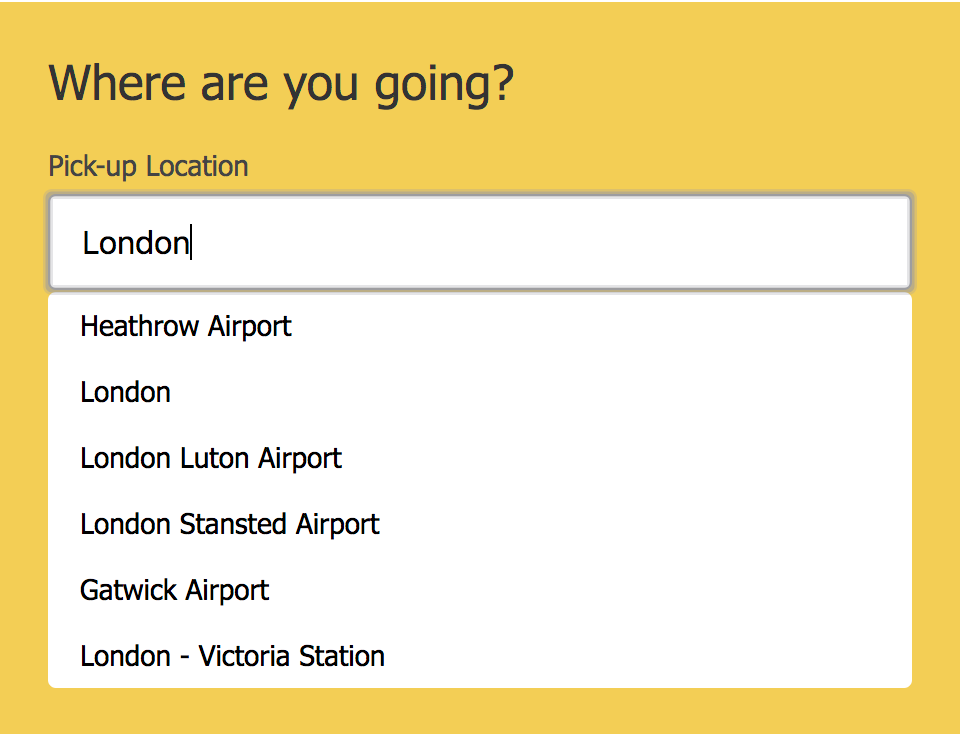 Where are you going?
Pick-up Location
London
Heathrow Airport
London
London Luton Airport
London Stansted Airport
Gatwick Airport
London - Victoria Station